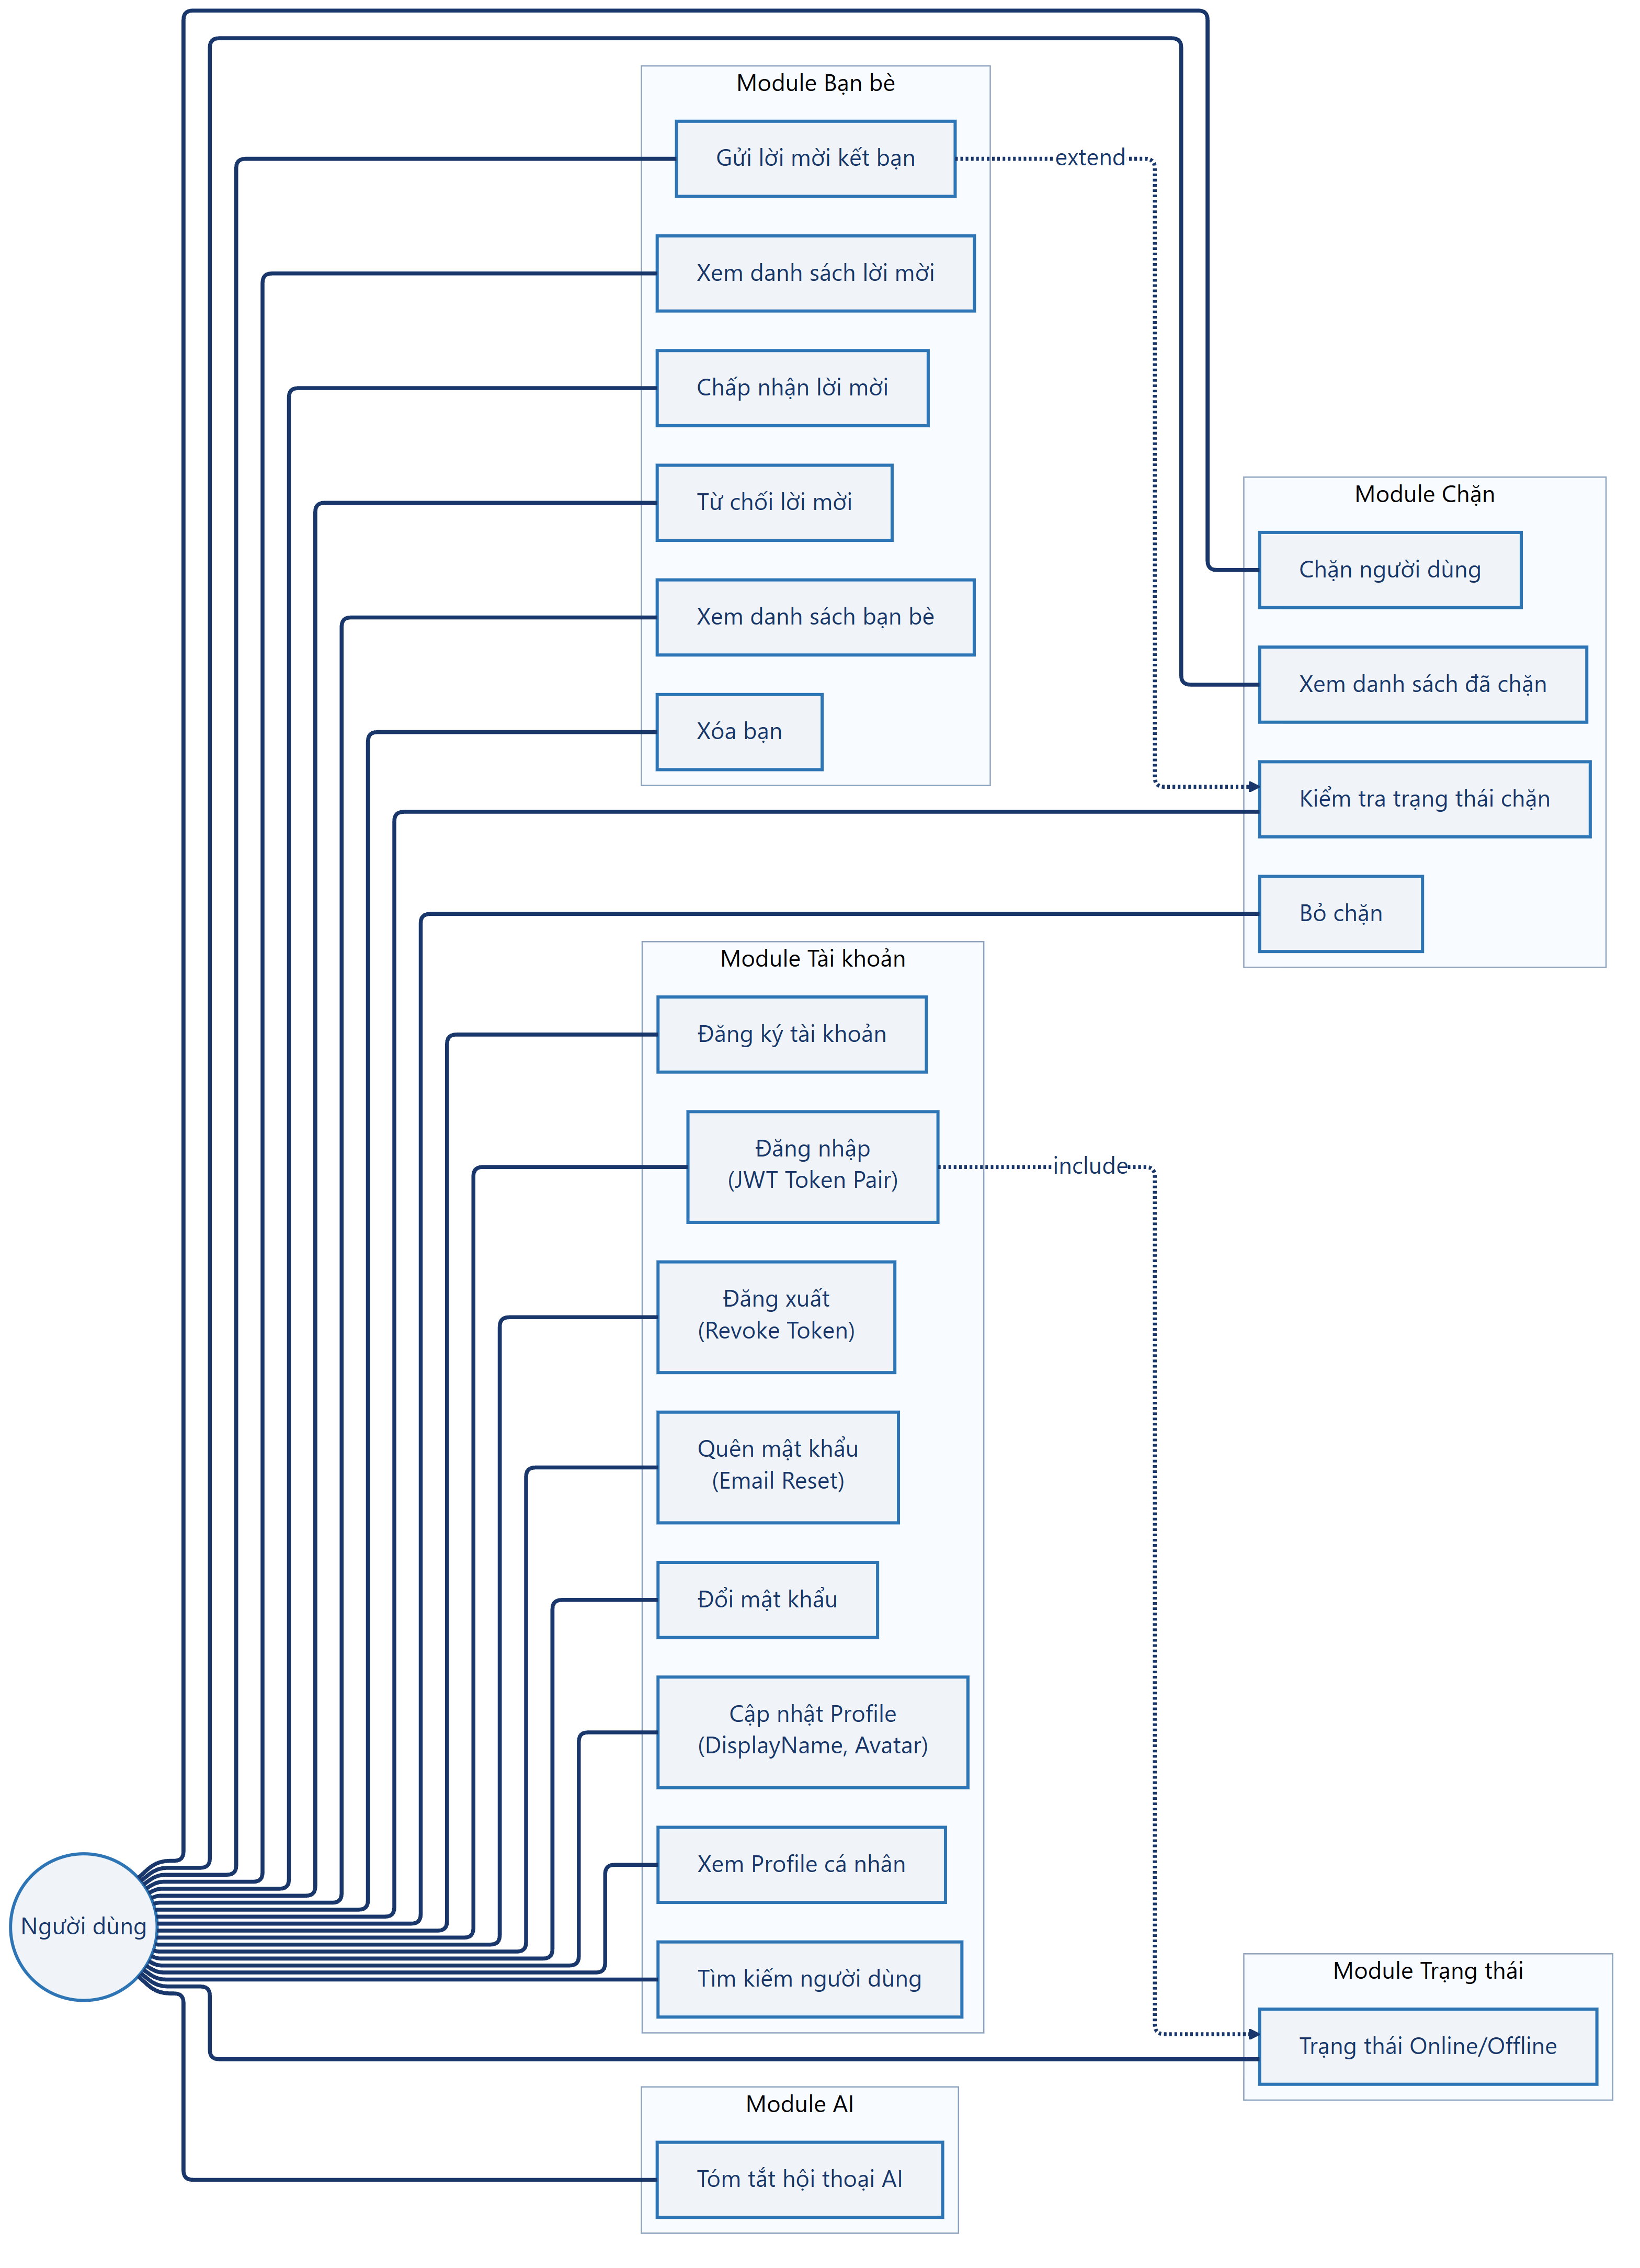 Module Bạn bè
Gửi lời mời kết bạn
extend
Xem danh sách lời mời
Chấp nhận lời mời
Từ chối lời mời
Xem danh sách bạn bè
Xóa bạn
Module Chặn
Chặn người dùng
Xem danh sách đã chặn
Kiểm tra trạng thái chặn
Bỏ chặn
Module Tài khoản
Đăng ký tài khoản
Đăng nhập
(JWT Token Pair)
include
Đăng xuất
(Revoke Token)
Quên mật khẩu
(Email Reset)
Đổi mật khẩu
Cập nhật Profile
(DisplayName, Avatar)
Xem Profile cá nhân
Người dùng
Tìm kiếm người dùng
Module Trạng thái
Trạng thái Online/Offline
Module AI
Tóm tắt hội thoại AI